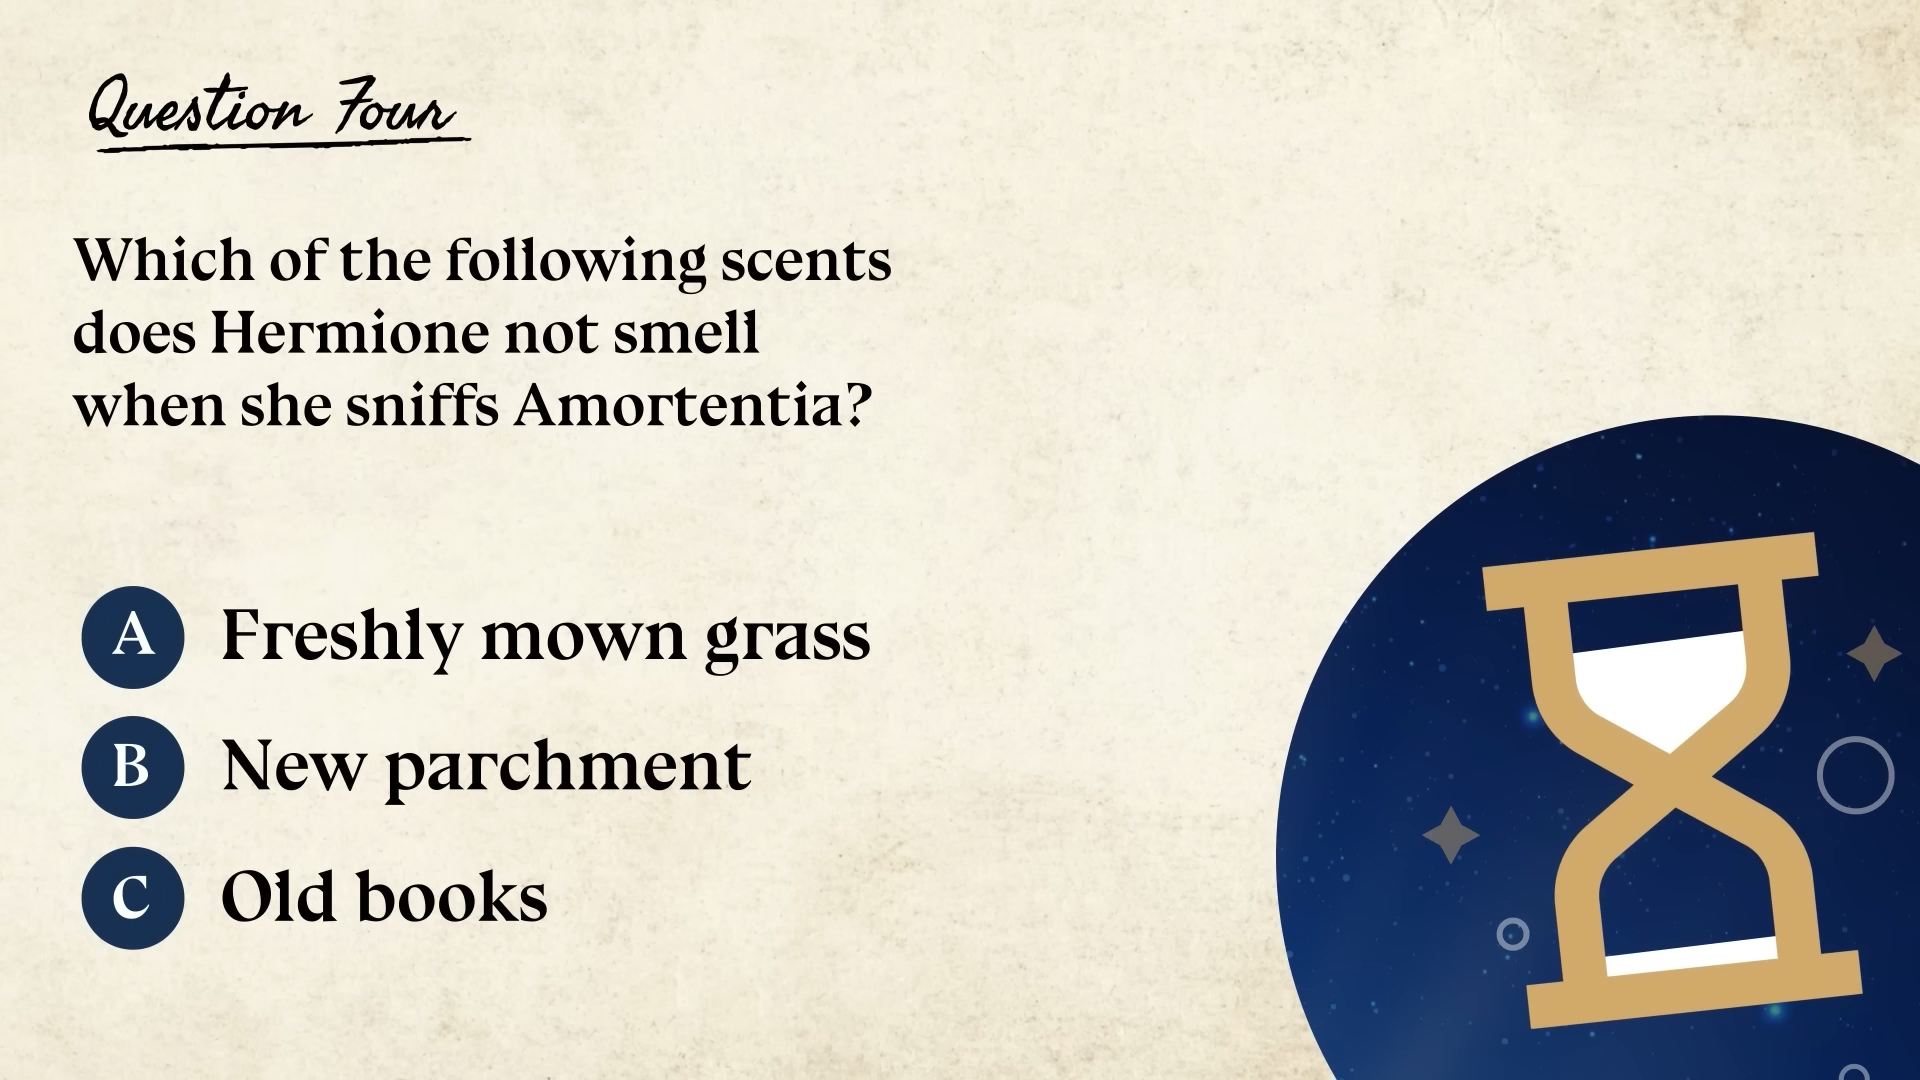 Question Four
Which of the following scents
does Hermione not smell
when she sniffs Amortentia?
A Freshly mown grass
B New parchment
C Old books